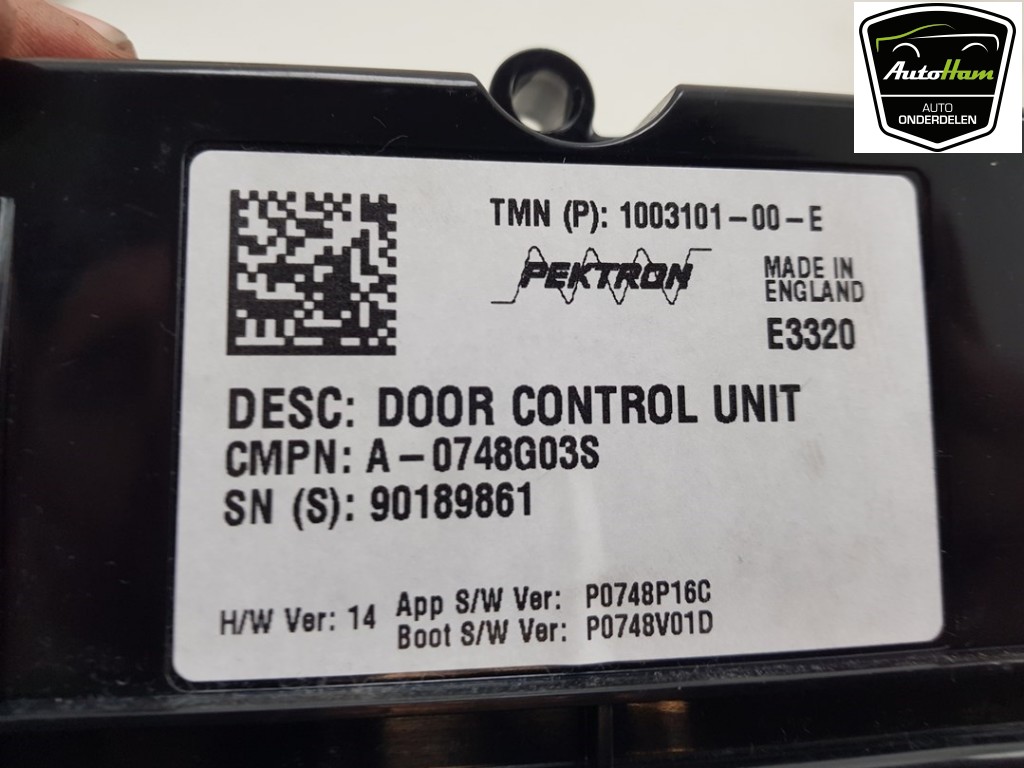 AutoHam
AUTO
ONDERDELEN
TMN (P): 1003101-00-E
PEKTRON
MADE IN
ENGLAND
E3320
DESC: DOOR CONTROL UNIT
CMPN: A-0748G03S
SN (S): 90189861
H/W Ver: 14
App S/W Ver: P0748P16C
Boot S/W Ver: P0748V01D